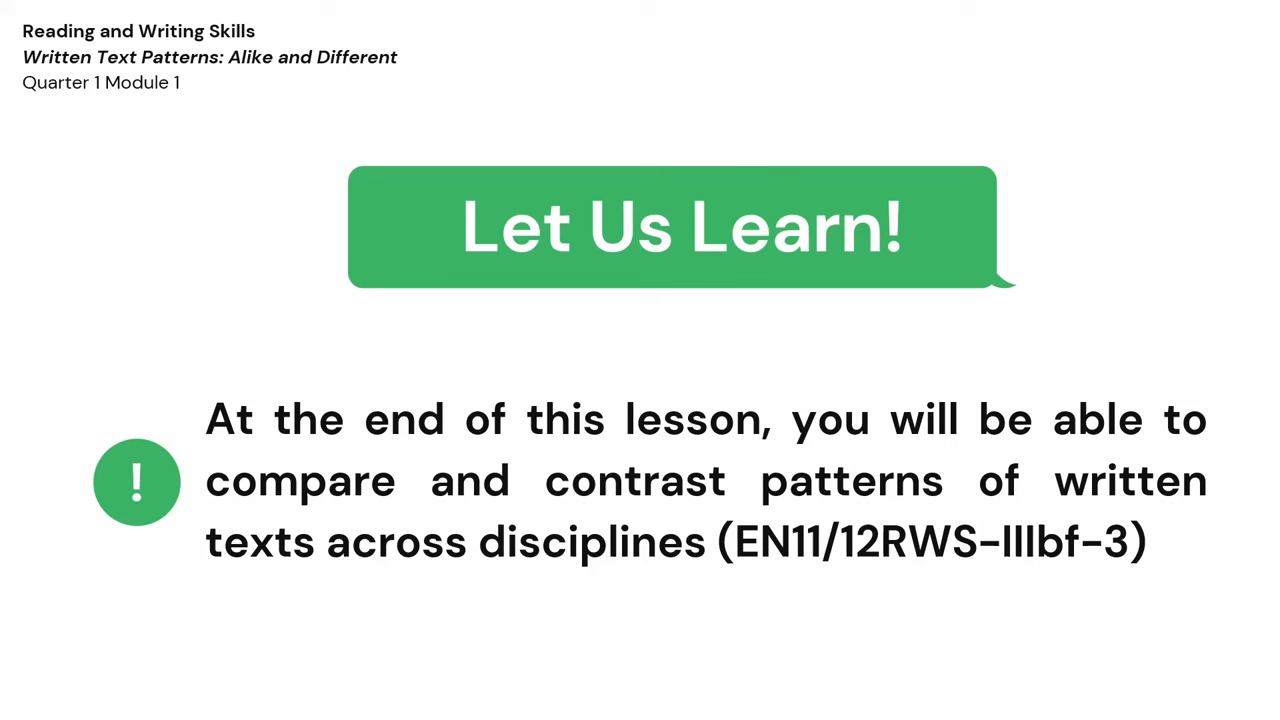 Reading and Writing Skills
Written Text Patterns: Alike and Different
Quarter 1 Module 1
Let Us Learn!
At the end of this lesson, you will be able to
!
compare and contrast patterns of written
texts across disciplines (EN11/12RWS-IIIbf-3)